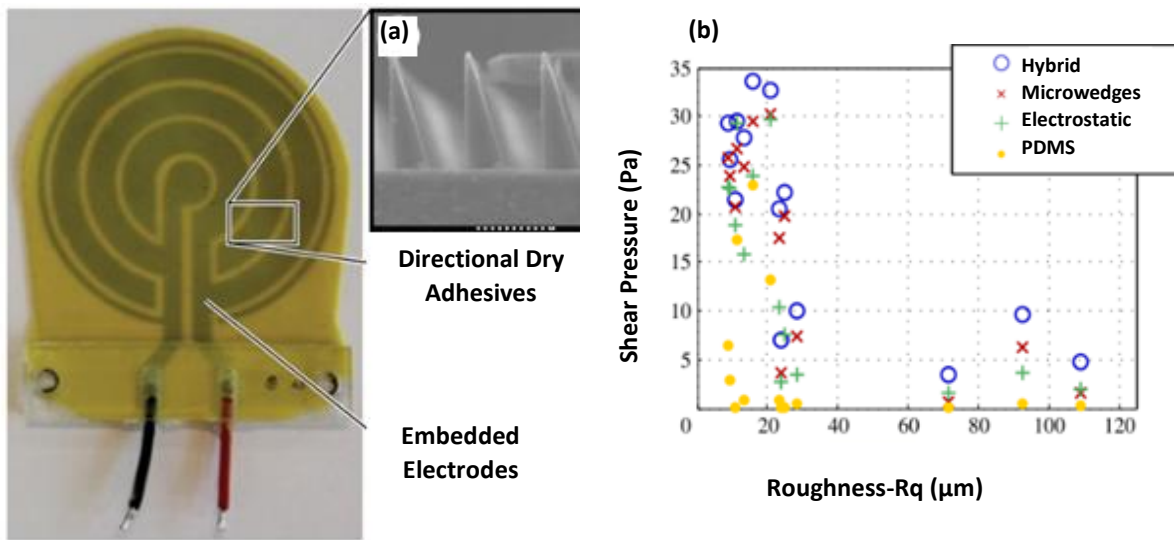 (a)
Directional Dry
Adhesives
Embedded
Electrodes
(b)
Hybrid
Microwedges
Electrostatic
PDMS
35
30
25
20
15
10
5
0 20 40 60 80 100 120
Shear Pressure (Pa)
Roughness-Rq (µm)